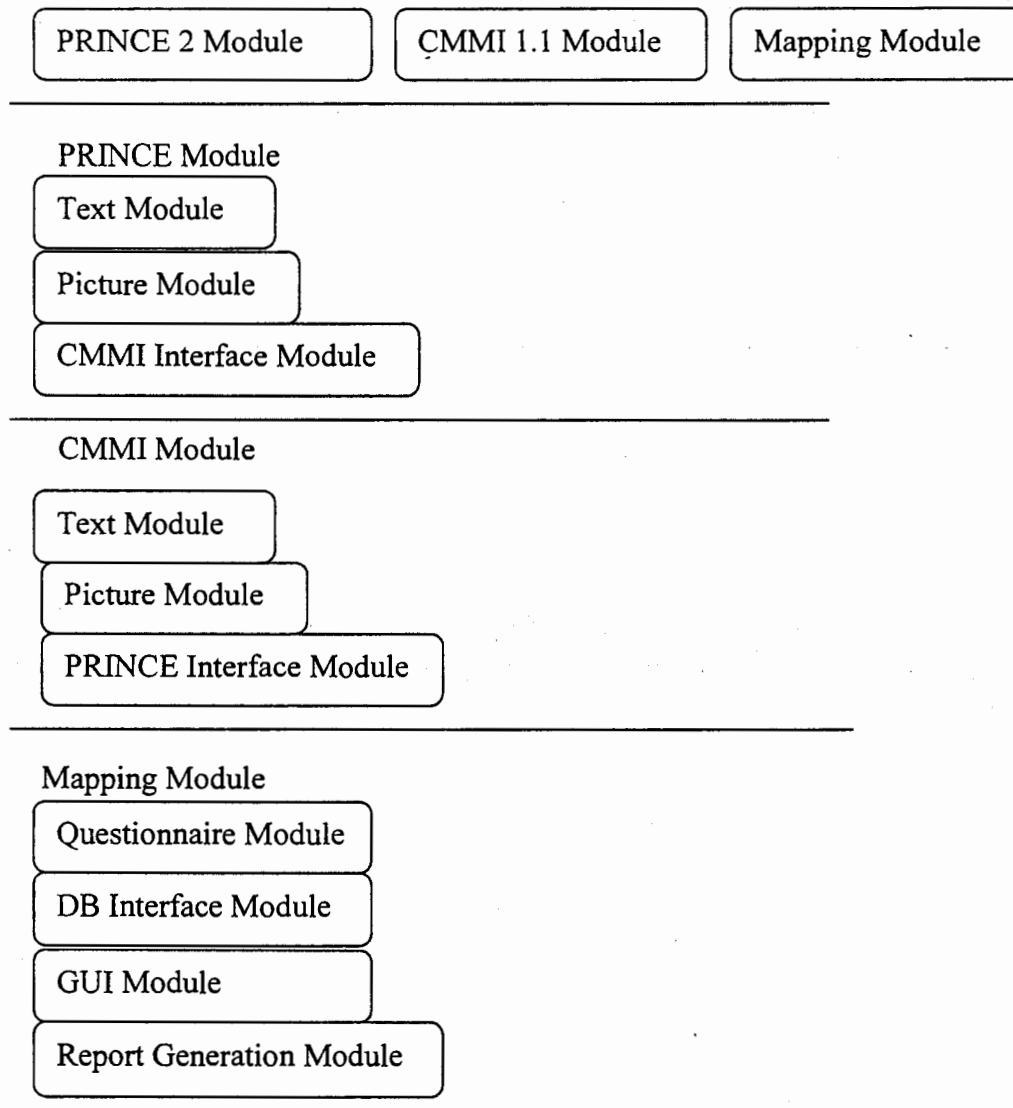 PRINCE 2 Module CMMI 1.1 Module Mapping Module
PRINCE Module
Text Module
Picture Module
CMMI Interface Module
CMMI Module
Text Module
Picture Module
PRINCE Interface Module
Mapping Module
Questionnaire Module
DB Interface Module
GUI Module
Report Generation Module